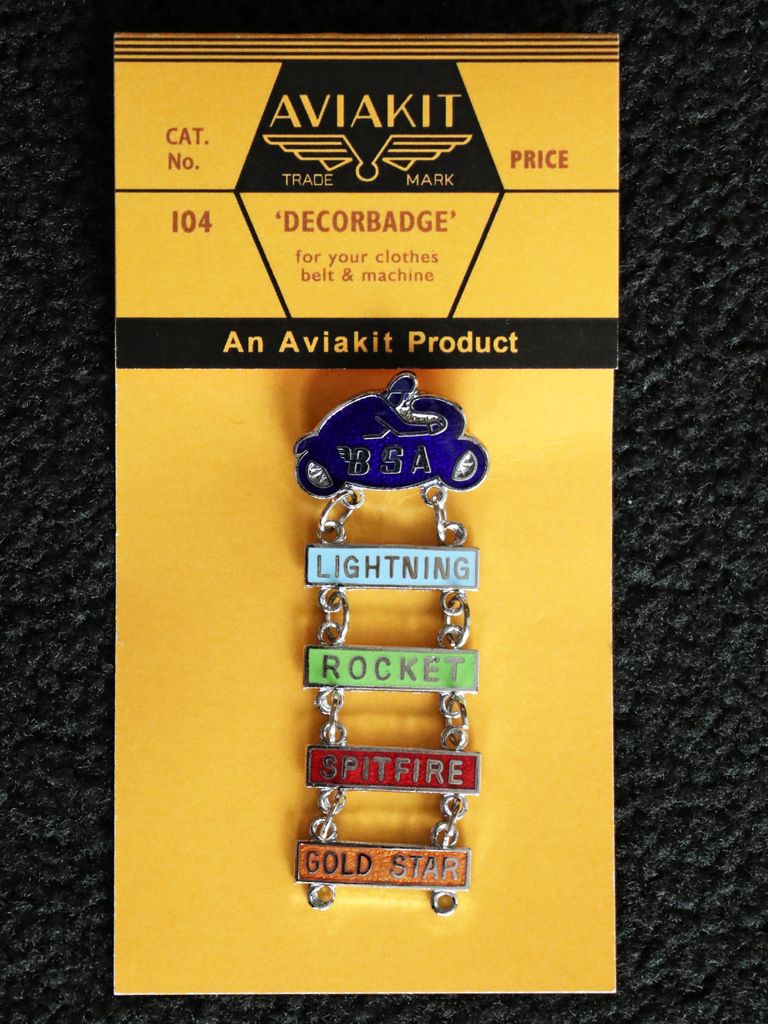 AVIAKIT
TRADE MARK
CAT.
No.
PRICE
104
'DECORBADGE'
for your clothes
belt & machine
An Aviakit Product
BSA
LIGHTNING
ROCKET
SPITFIRE
GOLD STAR